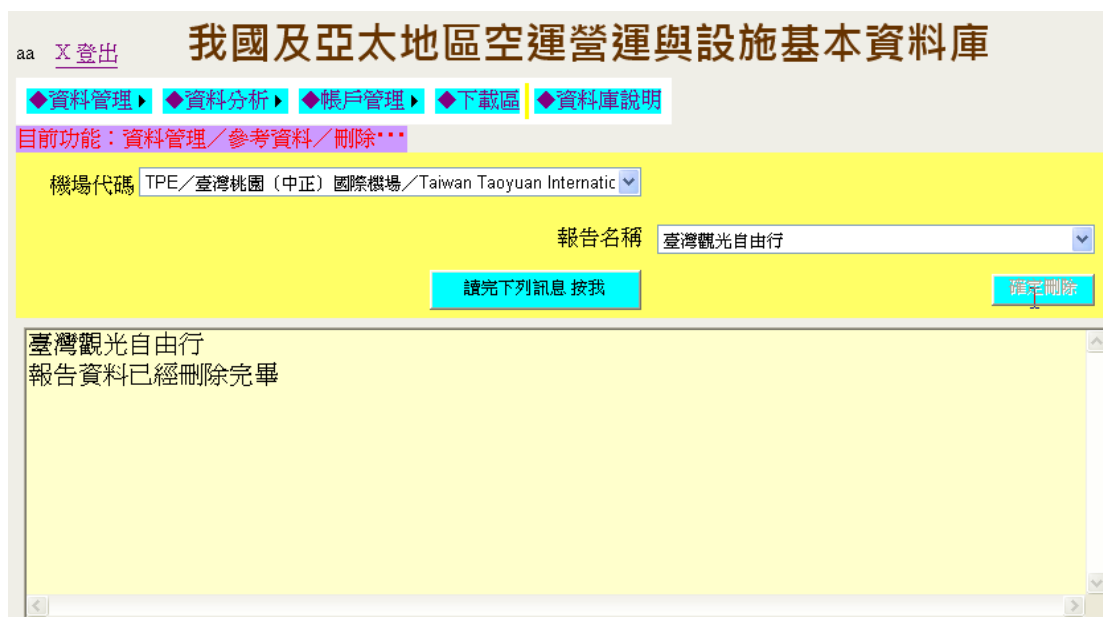 aa X 登出 我國及亞太地區空運營運與設施基本資料庫
◆資料管理 ◆資料分析 ◆帳戶管理 ◆下載區 ◆資料庫說明
目前功能：資料管理／參考資料／刪除···
機場代碼 TPE／臺灣桃園（中正）國際機場／Taiwan Taoyuan Internatic
報告名稱 臺灣觀光自由行
讀完下列訊息 按我 確定刪除
臺灣觀光自由行
報告資料已經刪除完畢